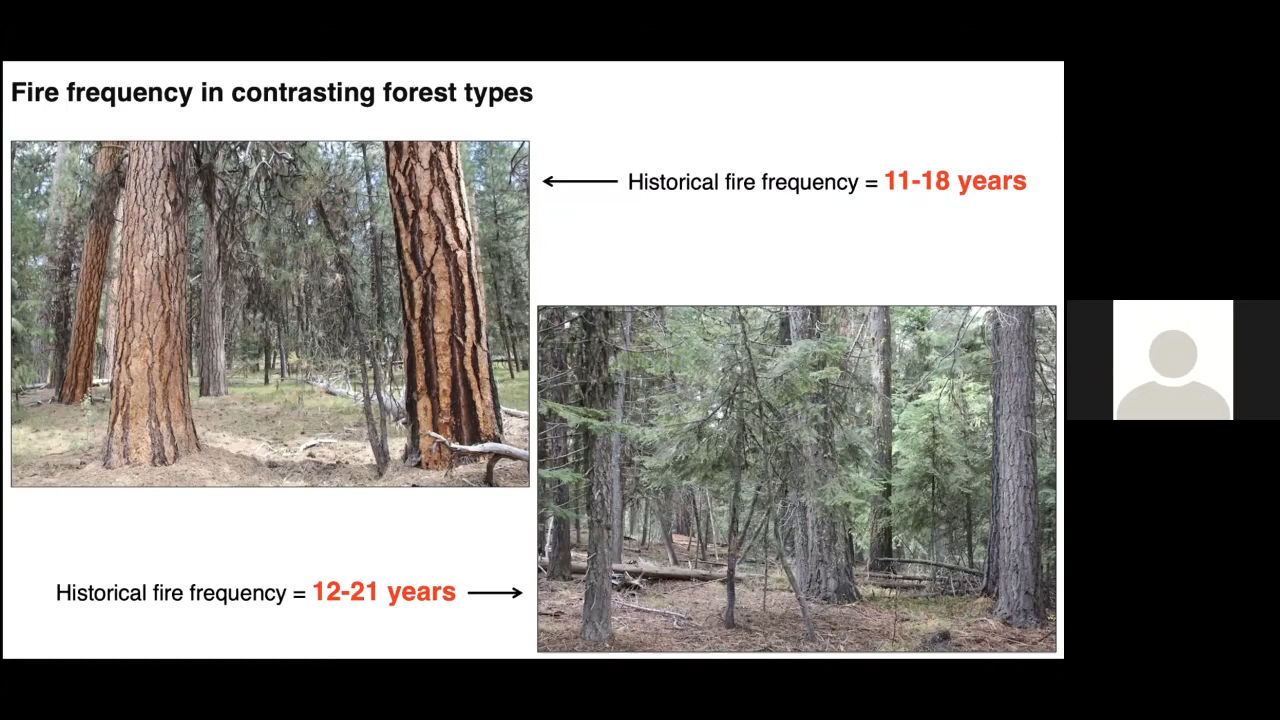 Fire frequency in contrasting forest types
Historical fire frequency = 11-18 years
Historical fire frequency = 12-21 years